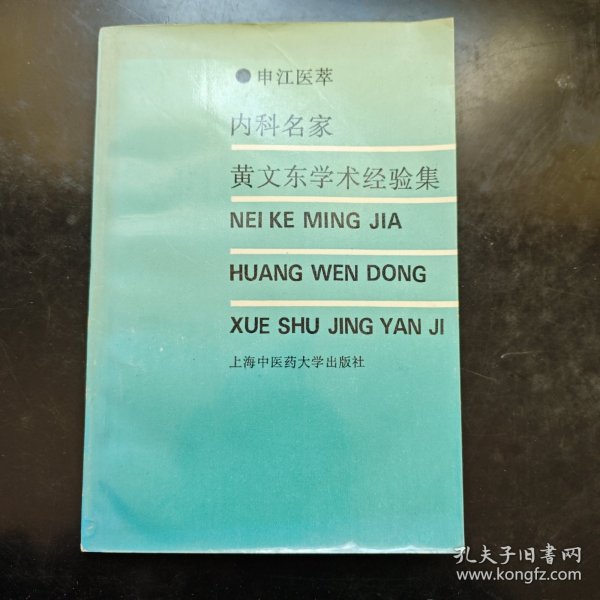 ●申江医萃
内科名家
黄文东学术经验集
NEI KE MING JIA
HUANG WEN DONG
XUE SHU JING YAN JI
上海中医药大学出版社
孔夫子旧书网
www.kongfz.com